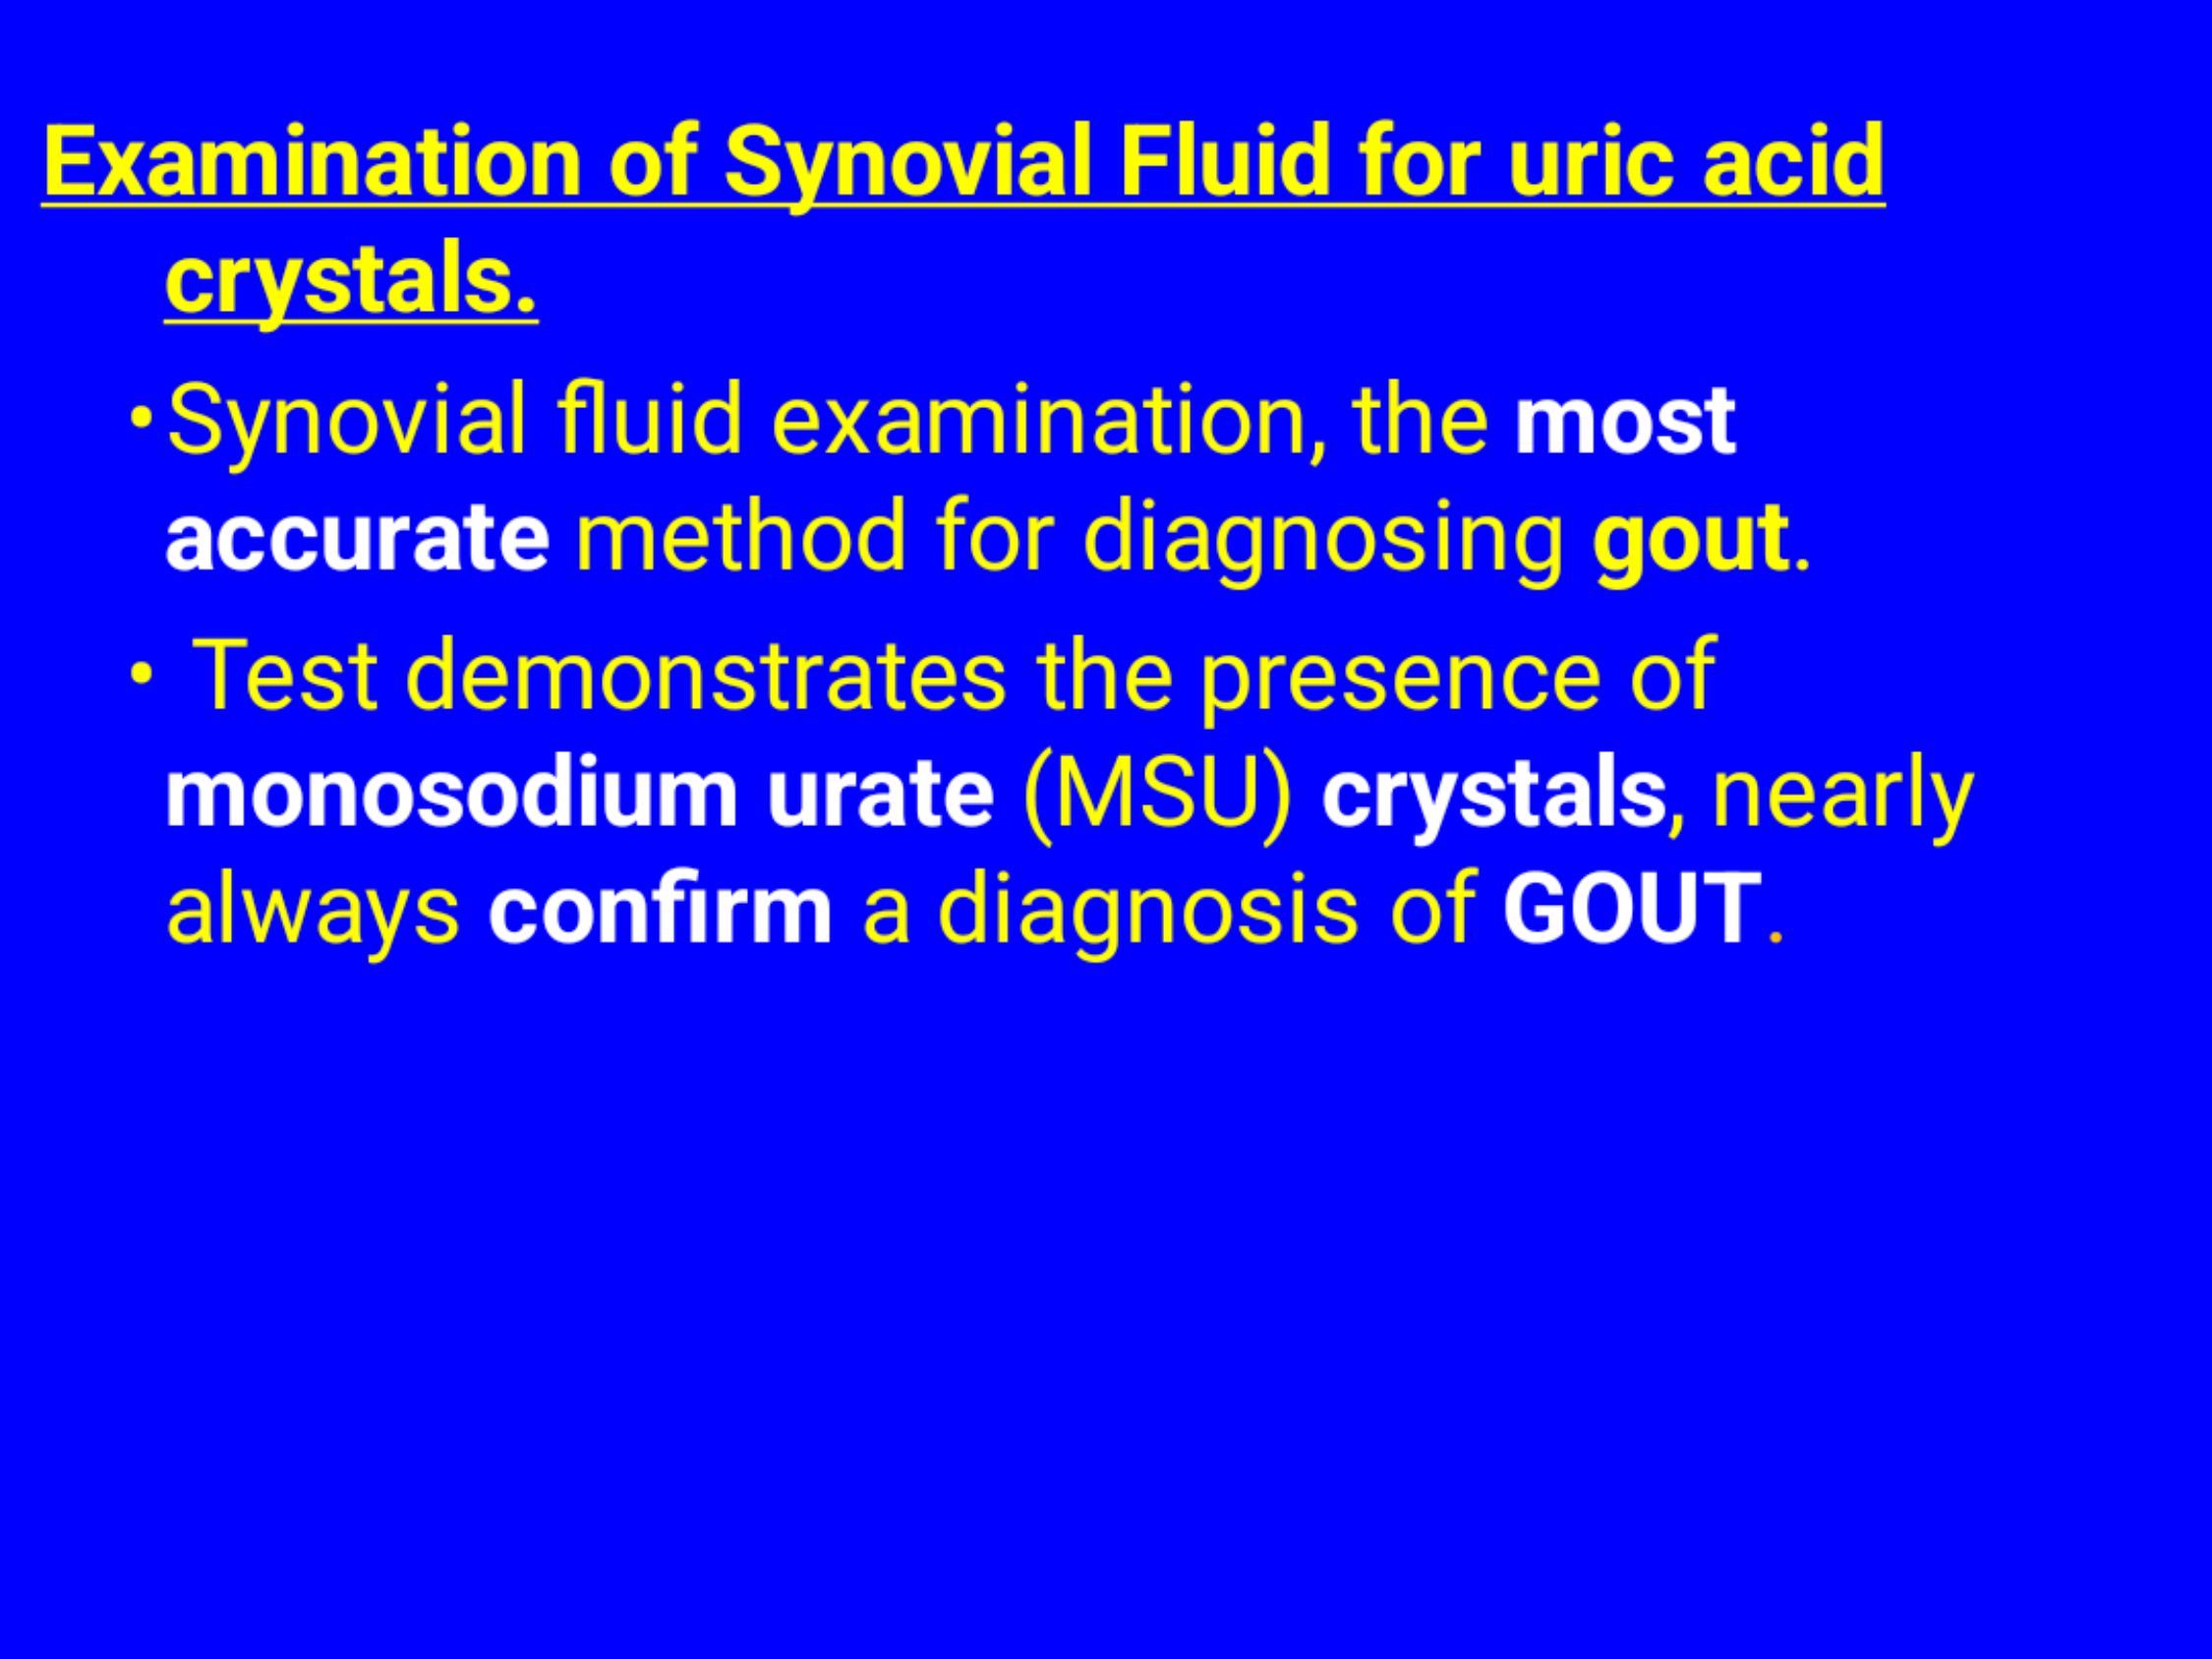 Examination of Synovial Fluid for uric acid
crystals.
•Synovial fluid examination, the most
accurate method for diagnosing gout.
• Test demonstrates the presence of
monosodium urate (MSU) crystals, nearly
always confirm a diagnosis of GOUT.